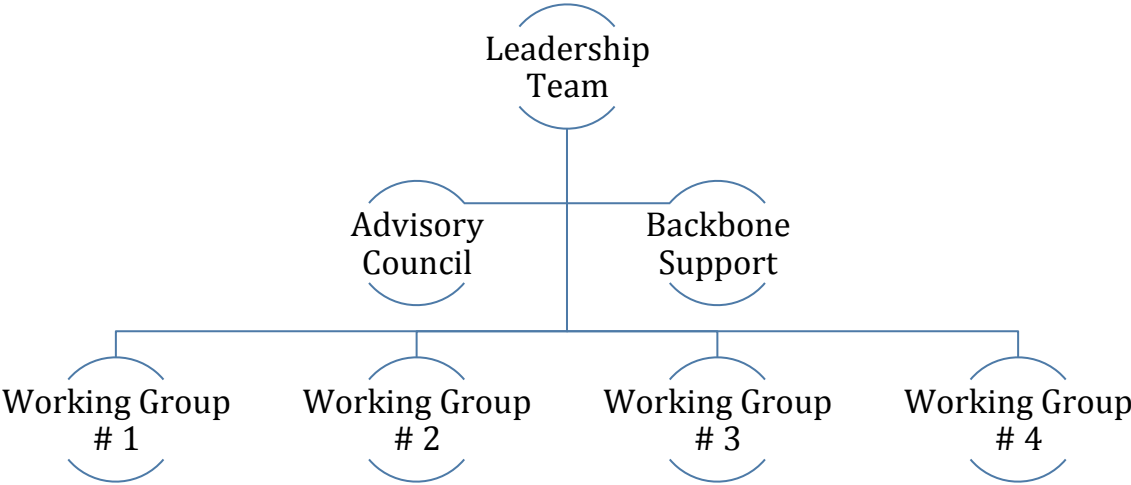 Leadership
Team
Advisory
Council
Backbone
Support
Working Group
# 1
Working Group
# 2
Working Group
# 3
Working Group
# 4